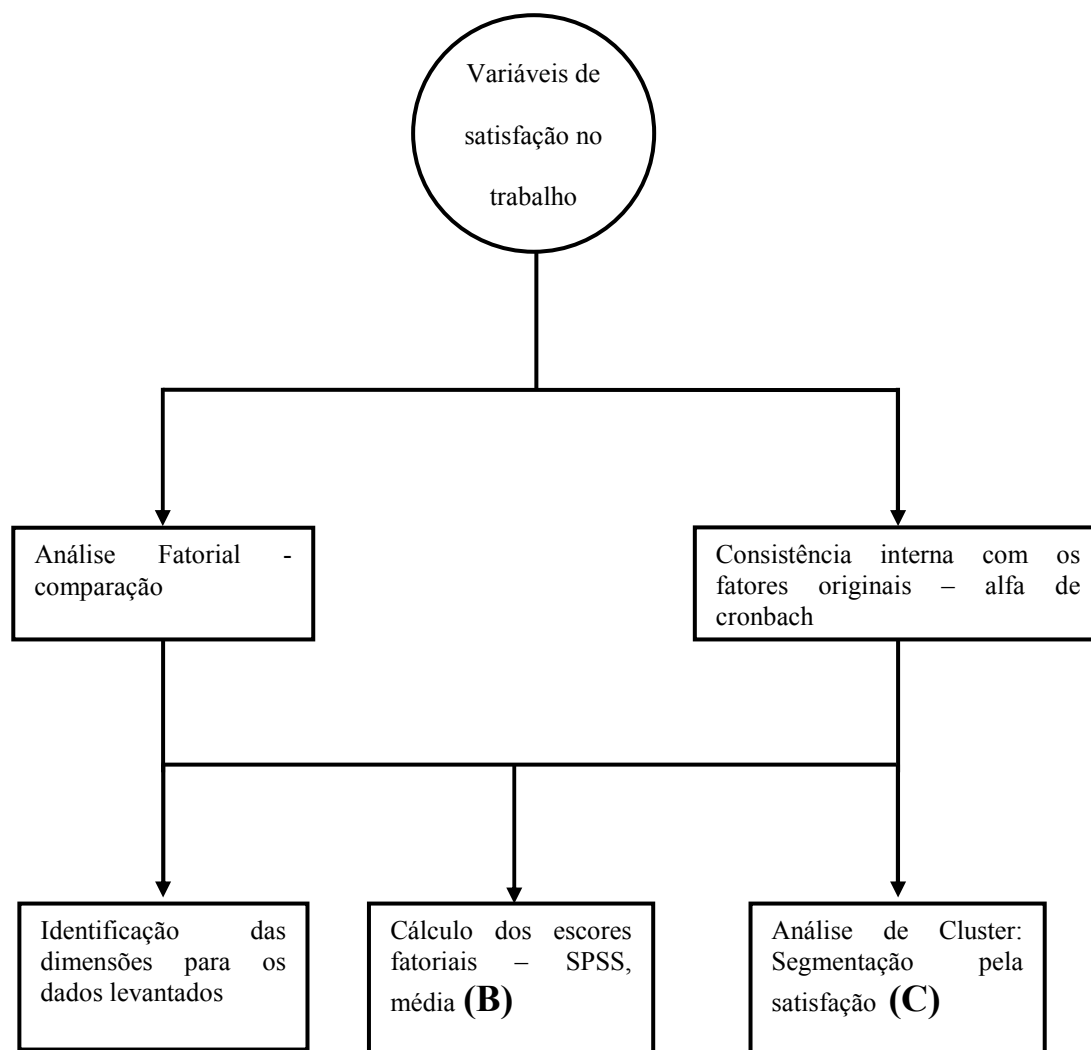 Variáveis de
satisfação no
trabalho
Análise Fatorial -
comparação
Consistência interna com os
fatores originais – alfa de
cronbach
Identificação das
dimensões para os
dados levantados
Cálculo dos escores
fatoriais – SPSS,
média (B)
Análise de Cluster:
Segmentação pela
satisfação (C)